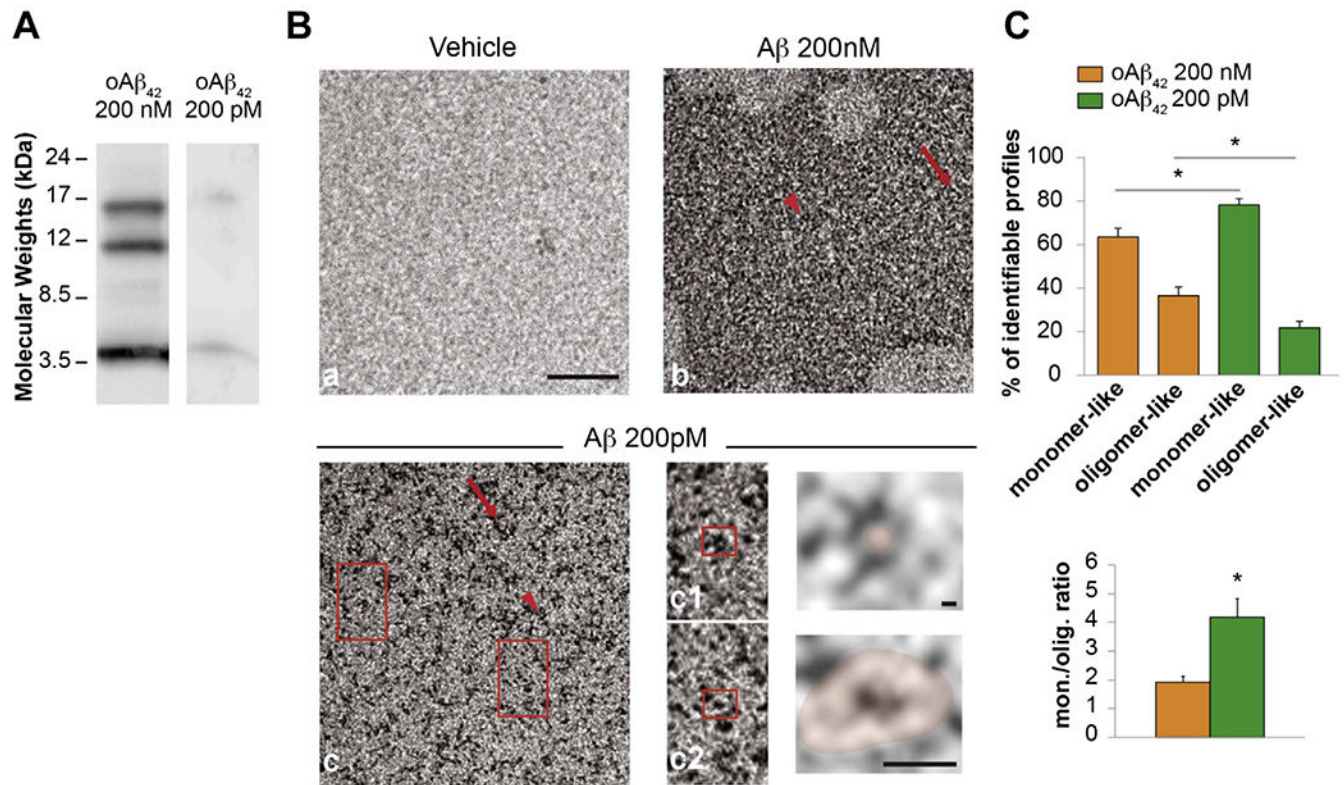 A
oAβ42 oAβ42
200 nM 200 pM
Molecular Weights (kDa)
24
17
12
8.5
3.5
B
Vehicle
Aβ 200nM
a
b
Aβ 200pM
c
c1
c2
C
oAβ42 200 nM
oAβ42 200 pM
% of identifiable profiles
100
80
60
40
20
0
*
*
monomer-like
oligomer-like
monomer-like
oligomer-like
mon./olig. ratio
6
5
4
3
2
1
0
*